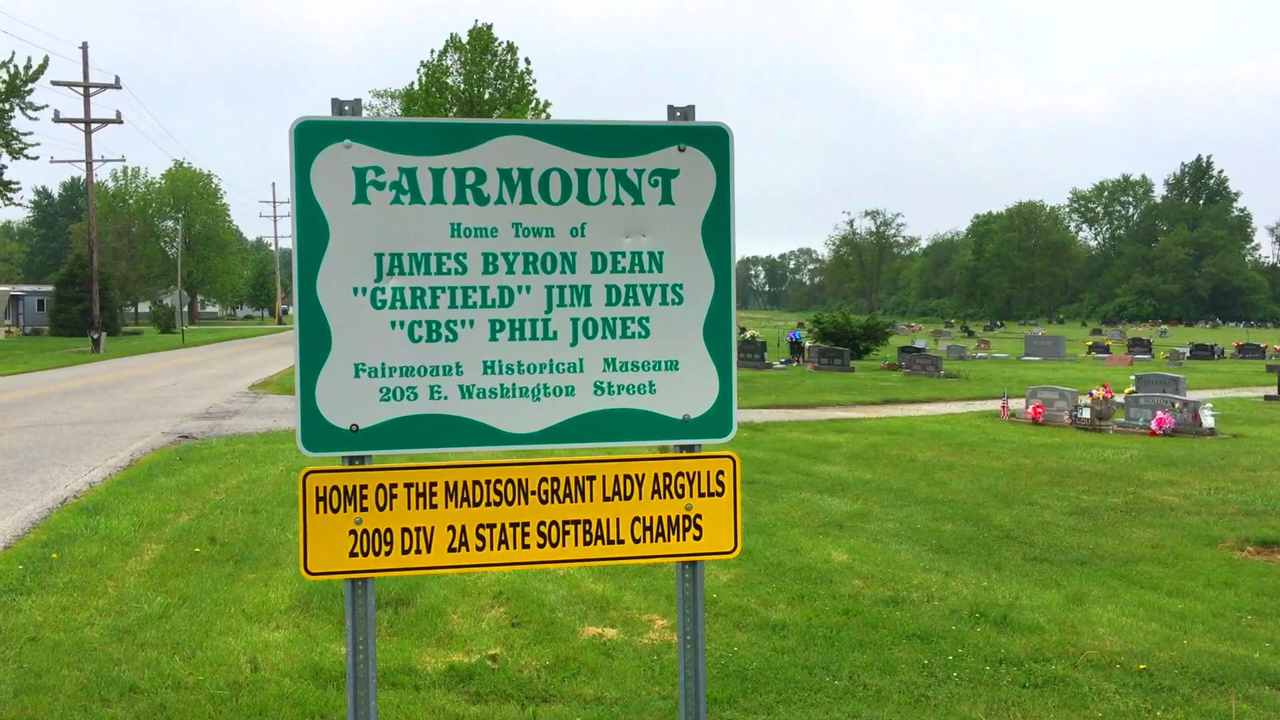 FAIRMOUNT
Home Town of
JAMES BYRON DEAN
"GARFIELD" JIM DAVIS
"CBS" PHIL JONES
Fairmount Historical Museum
203 E. Washington Street
HOME OF THE MADISON-GRANT LADY ARGYLLS
2009 DIV 2A STATE SOFTBALL CHAMPS